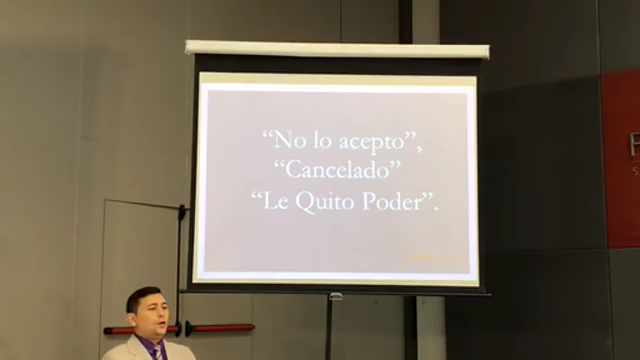 “No lo acepto”,
“Cancelado”
“Le Quito Poder”.